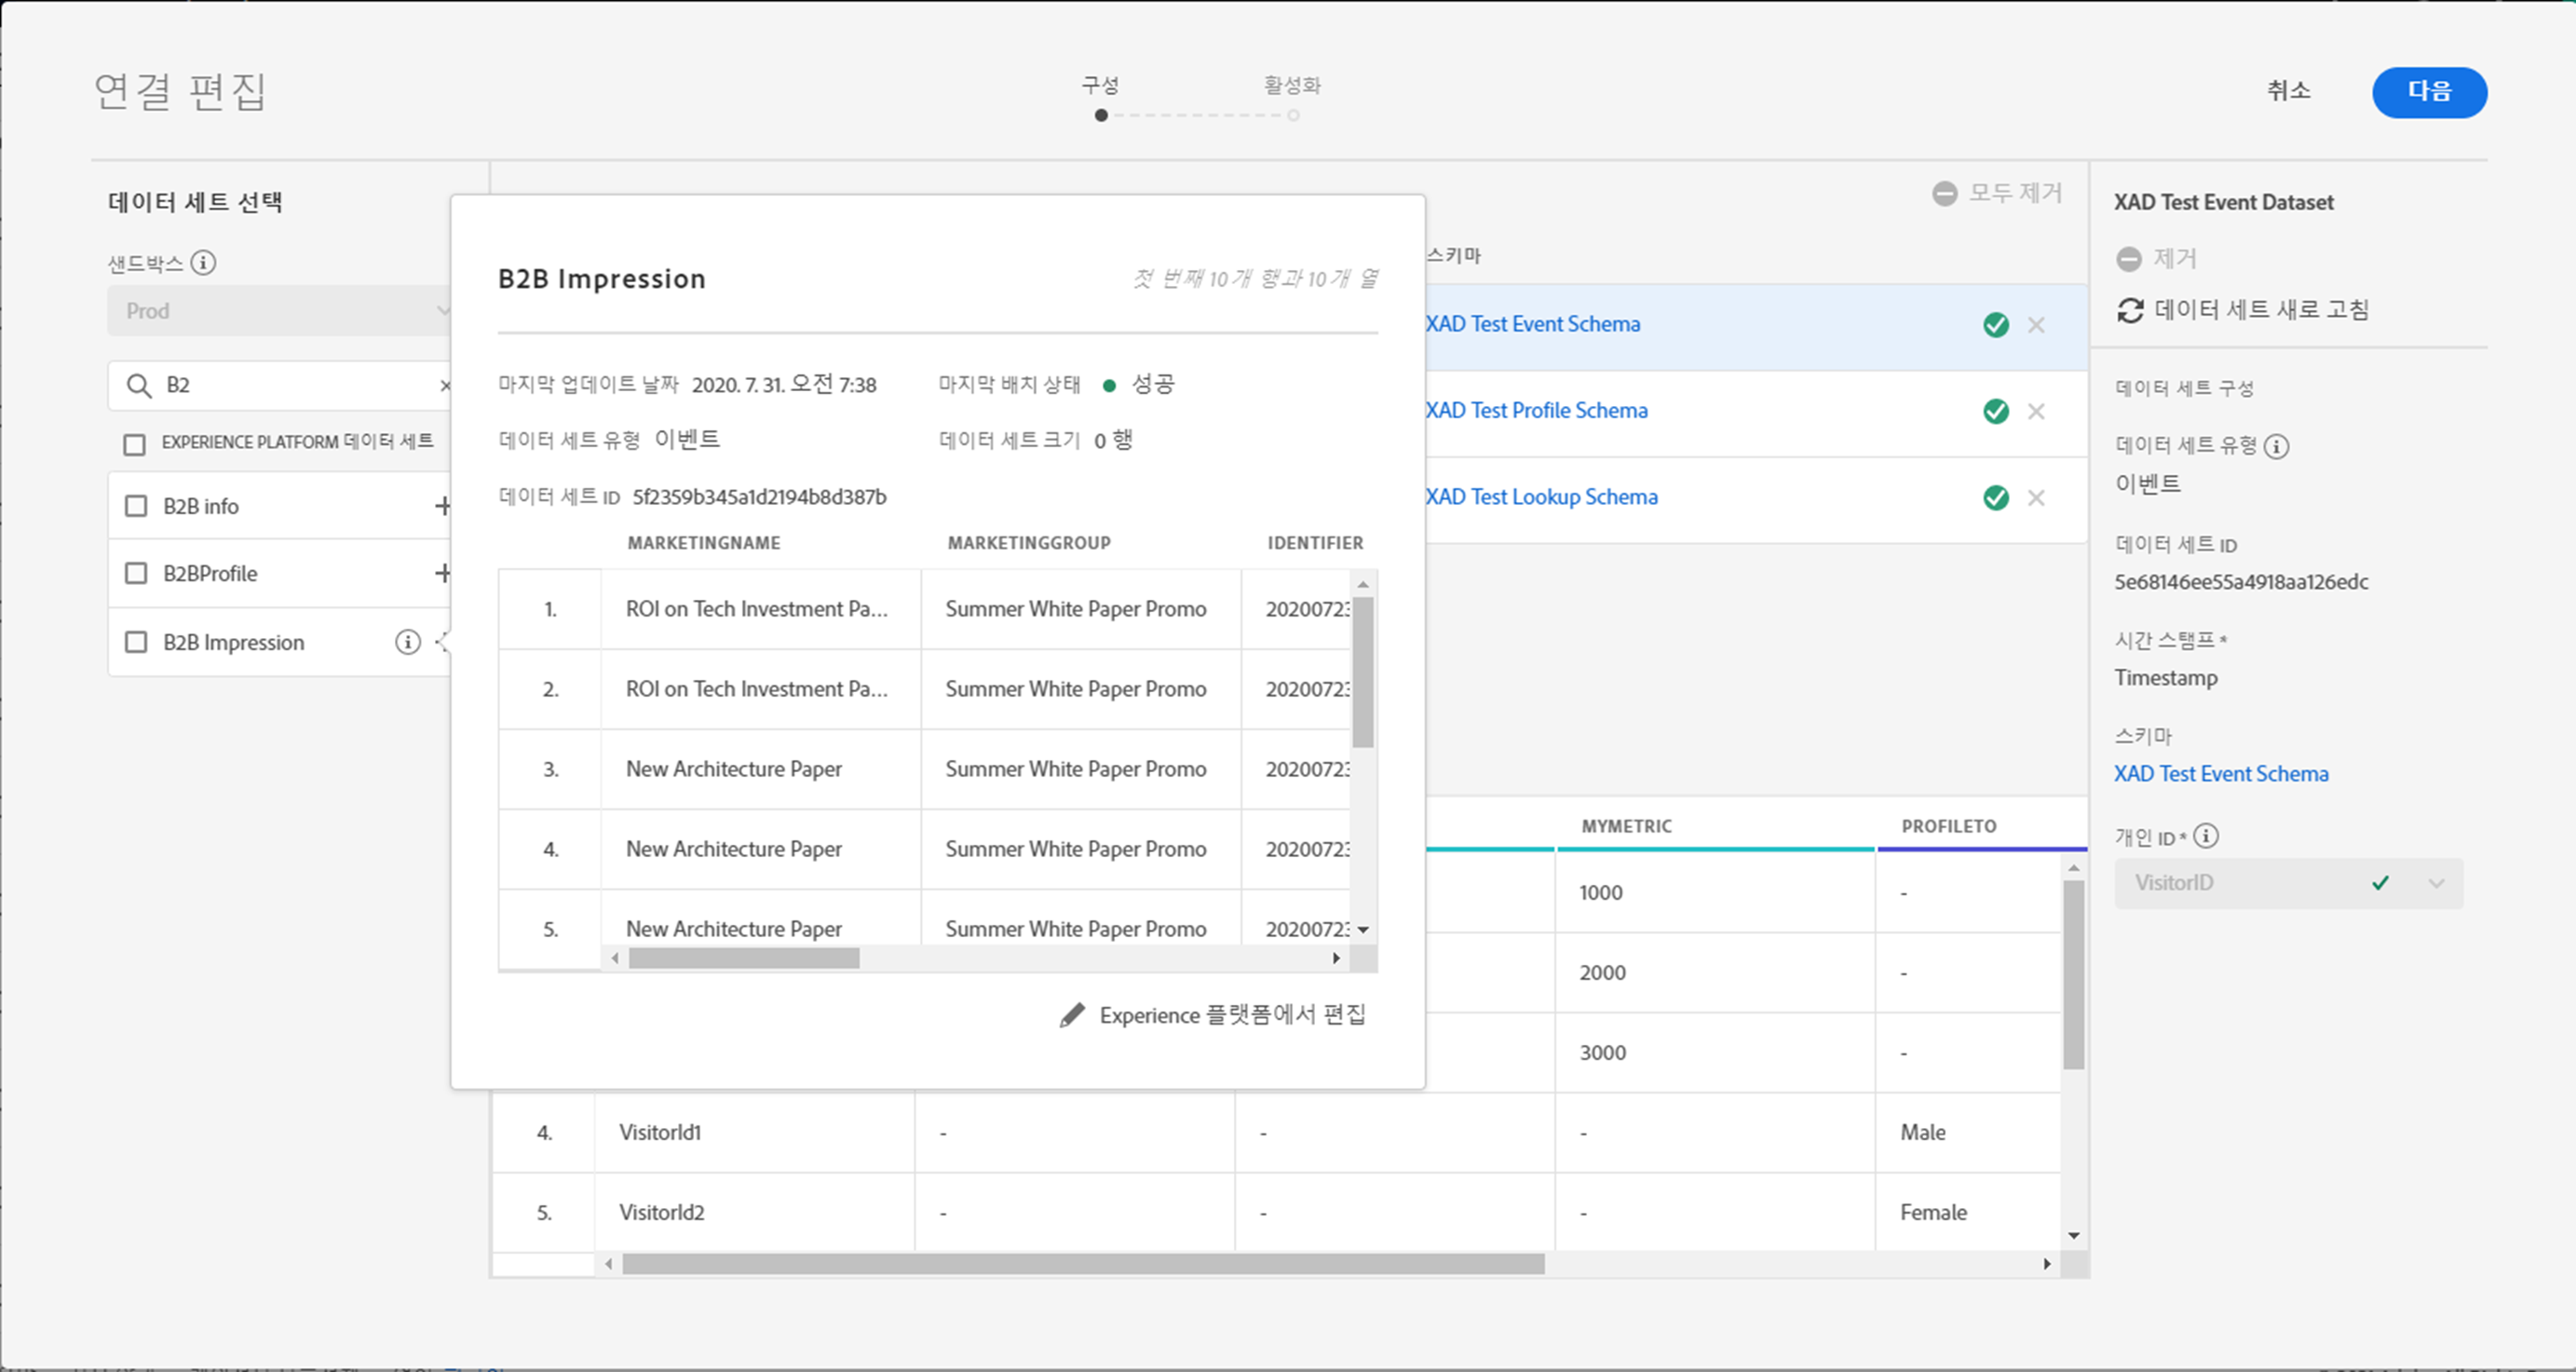 연결 편집
구성
활성화
취소
다음
데이터 세트 선택
샌드박스
Prod
B2
EXPERIENCE PLATFORM 데이터 세트
B2B info
B2BProfile
B2B Impression
B2B Impression
첫 번째 10개 행과 10개 열
마지막 업데이트 날짜 2020. 7. 31. 오전 7:38
마지막 배치 상태 성공
데이터 세트 유형 이벤트
데이터 세트 크기 0 행
데이터 세트 ID 5f2359b345a1d2194b8d387b
MARKETINGNAME MARKETINGGROUP IDENTIFIER
1. ROI on Tech Investment Pa... Summer White Paper Promo 20200723
2. ROI on Tech Investment Pa... Summer White Paper Promo 20200723
3. New Architecture Paper Summer White Paper Promo 20200723
4. New Architecture Paper Summer White Paper Promo 20200723
5. New Architecture Paper Summer White Paper Promo 20200723
Experience 플랫폼에서 편집
모두 제거
스키마
XAD Test Event Schema
XAD Test Profile Schema
XAD Test Lookup Schema
MYMETRIC PROFILETO
1000 -
2000 -
3000 -
4. VisitorId1 - - - Male
5. VisitorId2 - - - Female
XAD Test Event Dataset
제거
데이터 세트 새로 고침
데이터 세트 구성
데이터 세트 유형
이벤트
데이터 세트 ID
5e68146ee55a4918aa126edc
시간 스탬프 *
Timestamp
스키마
XAD Test Event Schema
개인 ID *
VisitorID